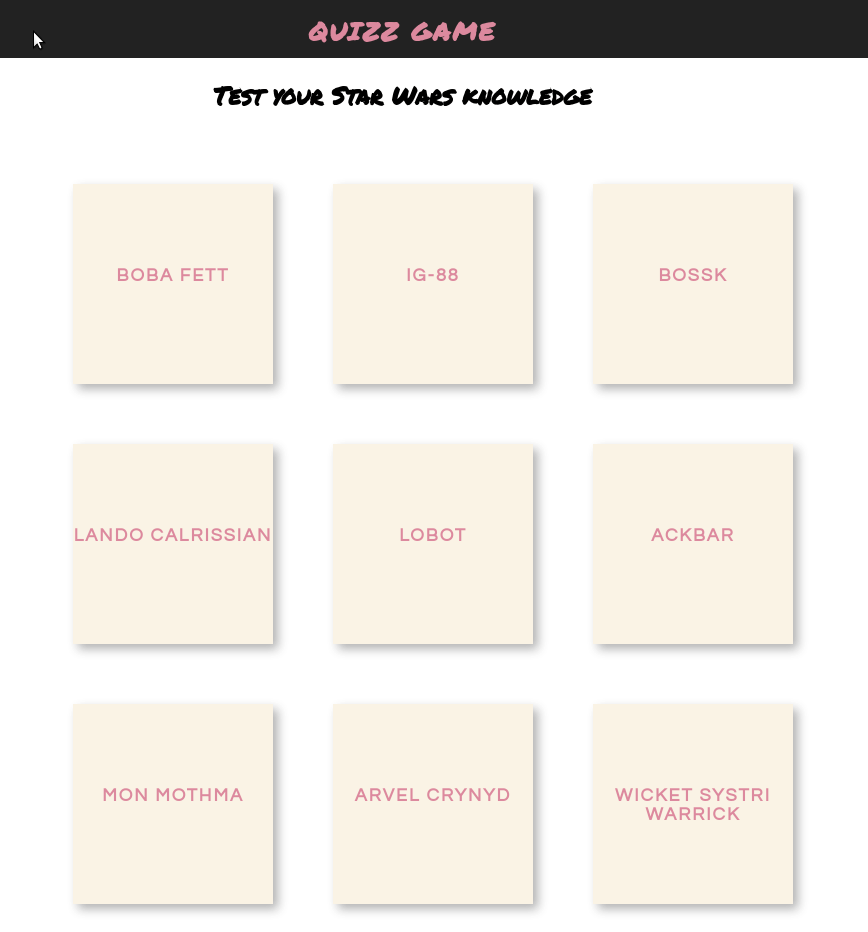 QUIZZ GAME
Test your Star Wars knowledge
BOBA FETT
IG-88
BOSSK
LANDO CALRISSIAN
LOBOT
ACKBAR
MON MOTHMA
ARVEL CRYNYD
WICKET SYSTRI
WARRICK